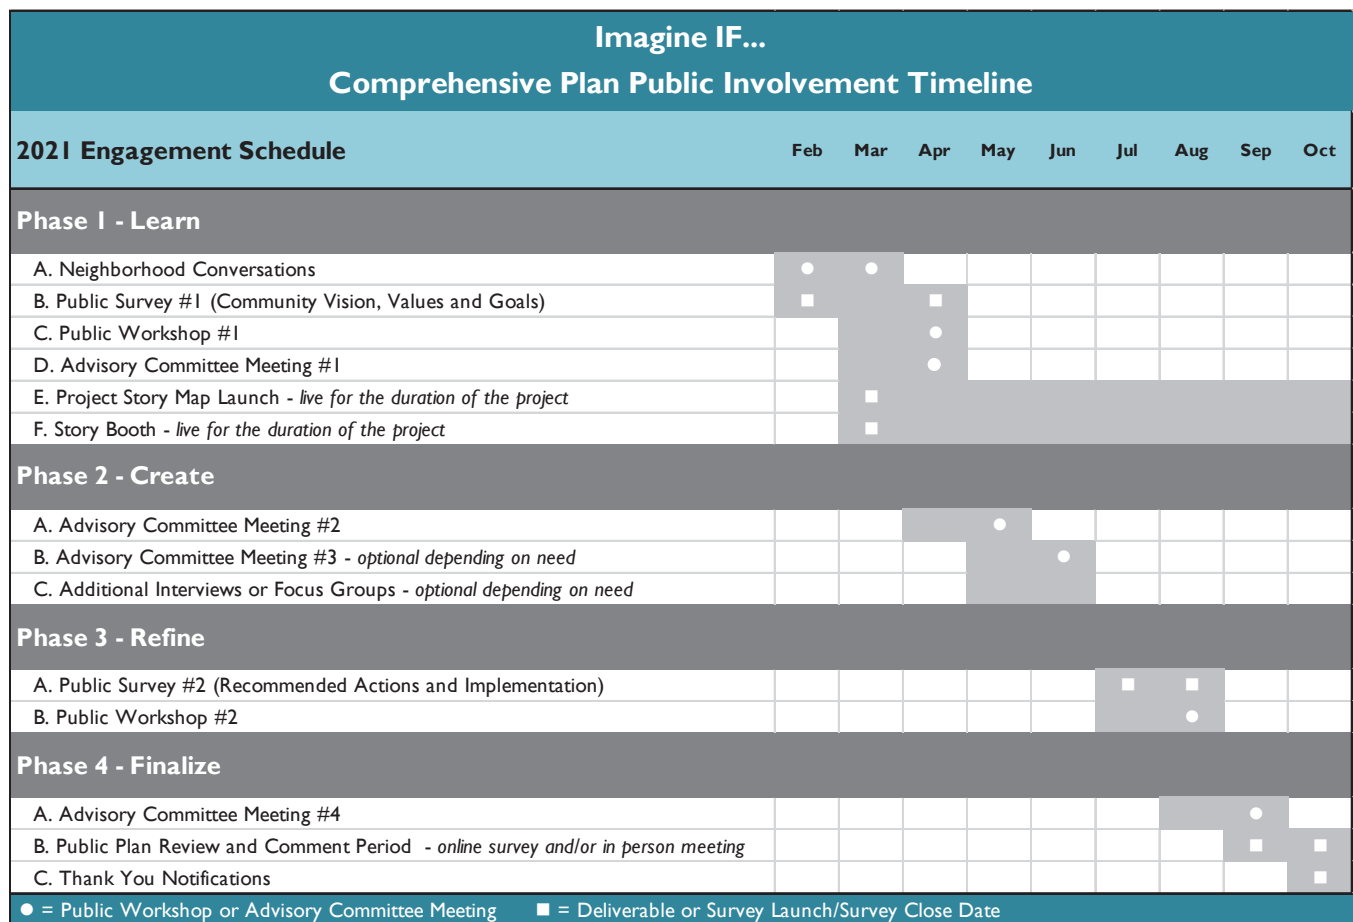 Imagine IF...
Comprehensive Plan Public Involvement Timeline
2021 Engagement Schedule Feb Mar Apr May Jun Jul Aug Sep Oct
Phase 1 - Learn
A. Neighborhood Conversations
B. Public Survey #1 (Community Vision, Values and Goals)
C. Public Workshop #1
D. Advisory Committee Meeting #1
E. Project Story Map Launch - live for the duration of the project
F. Story Booth - live for the duration of the project
Phase 2 - Create
A. Advisory Committee Meeting #2
B. Advisory Committee Meeting #3 - optional depending on need
C. Additional Interviews or Focus Groups - optional depending on need
Phase 3 - Refine
A. Public Survey #2 (Recommended Actions and Implementation)
B. Public Workshop #2
Phase 4 - Finalize
A. Advisory Committee Meeting #4
B. Public Plan Review and Comment Period - online survey and/or in person meeting
C. Thank You Notifications
● = Public Workshop or Advisory Committee Meeting ■ = Deliverable or Survey Launch/Survey Close Date